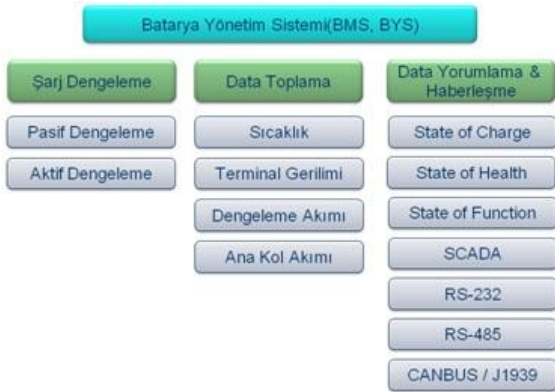 Batarya Yönetim Sistemi(BMS, BYS)
Şarj Dengeleme
Pasif Dengeleme
Aktif Dengeleme
Data Toplama
Sıcaklık
Terminal Gerilimi
Dengeleme Akımı
Ana Kol Akımı
Data Yorumlama &
Haberleşme
State of Charge
State of Health
State of Function
SCADA
RS-232
RS-485
CANBUS / J1939